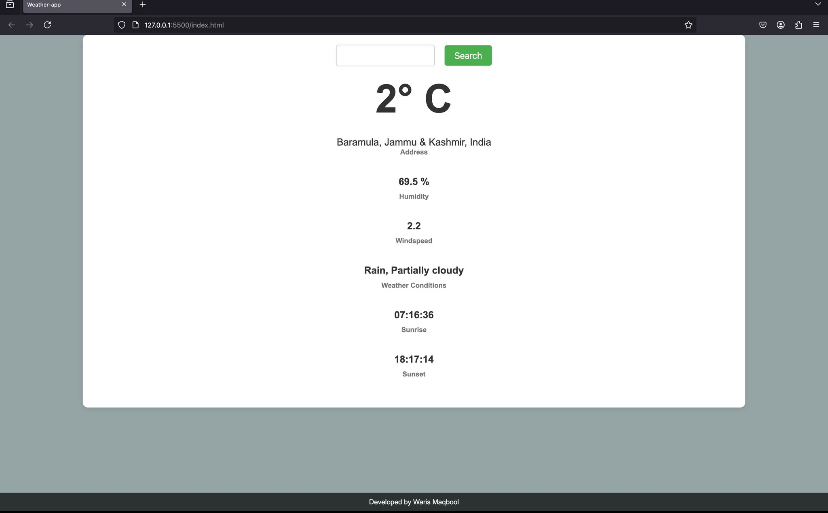 Weather-app
127.0.0.1:5500/index.html
Search
2° C
Baramula, Jammu & Kashmir, India
Address
69.5 %
Humidity
2.2
Windspeed
Rain, Partially cloudy
Weather Conditions
07:16:36
Sunrise
18:17:14
Sunset
Developed by Waris Maqbool